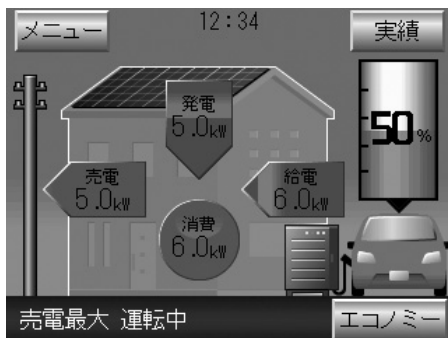 メニュー
12:34
実績
発電
5.0kW
50%
売電
5.0kW
給電
6.0kW
消費
6.0kW
売電最大 運転中
エコノミー